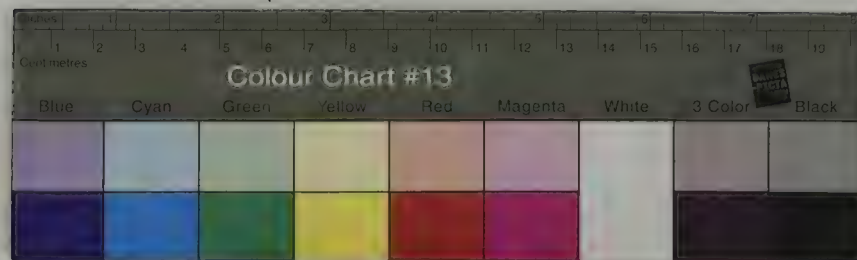 Inches 1 2 3 4 5 6 7 8
1 2 3 4 5 6 7 8 9 10 11 12 13 14 15 16 17 18 19
Centimetres
Colour Chart #13
Blue Cyan Green Yellow Red Magenta White 3 Color Black